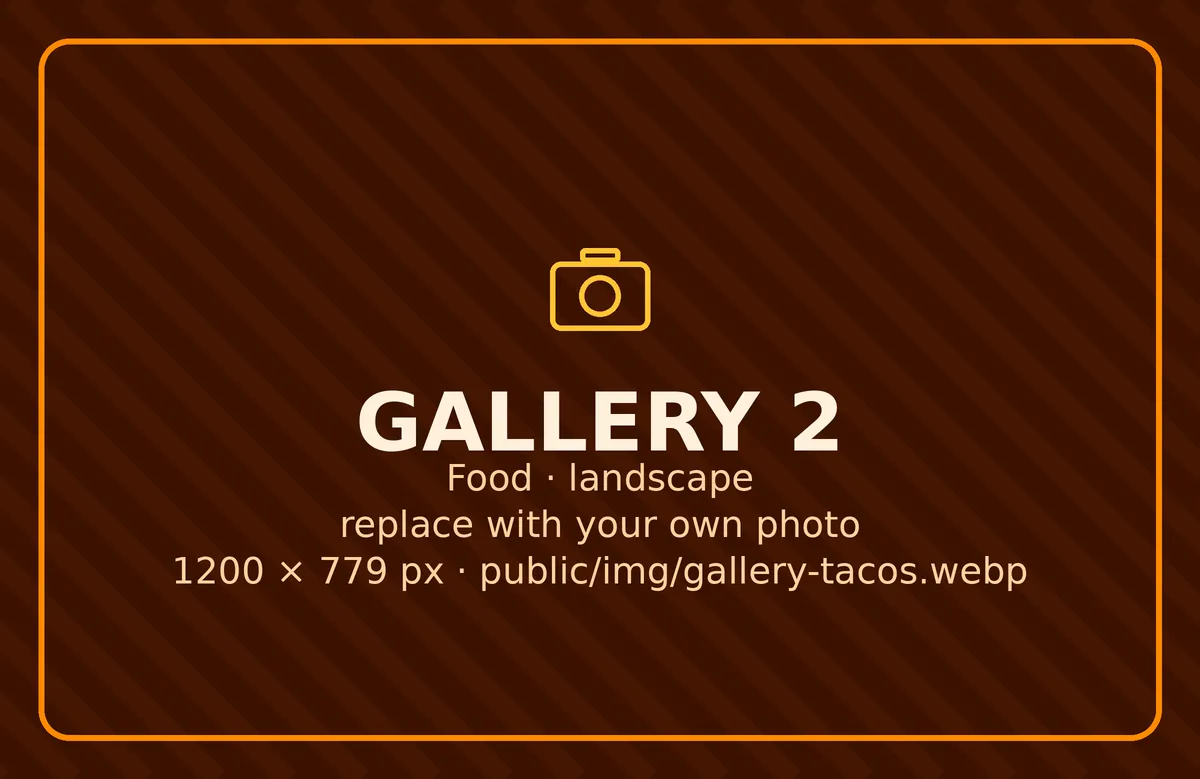 GALLERY 2
Food · landscape
replace with your own photo
1200 × 779 px · public/img/gallery-tacos.webp